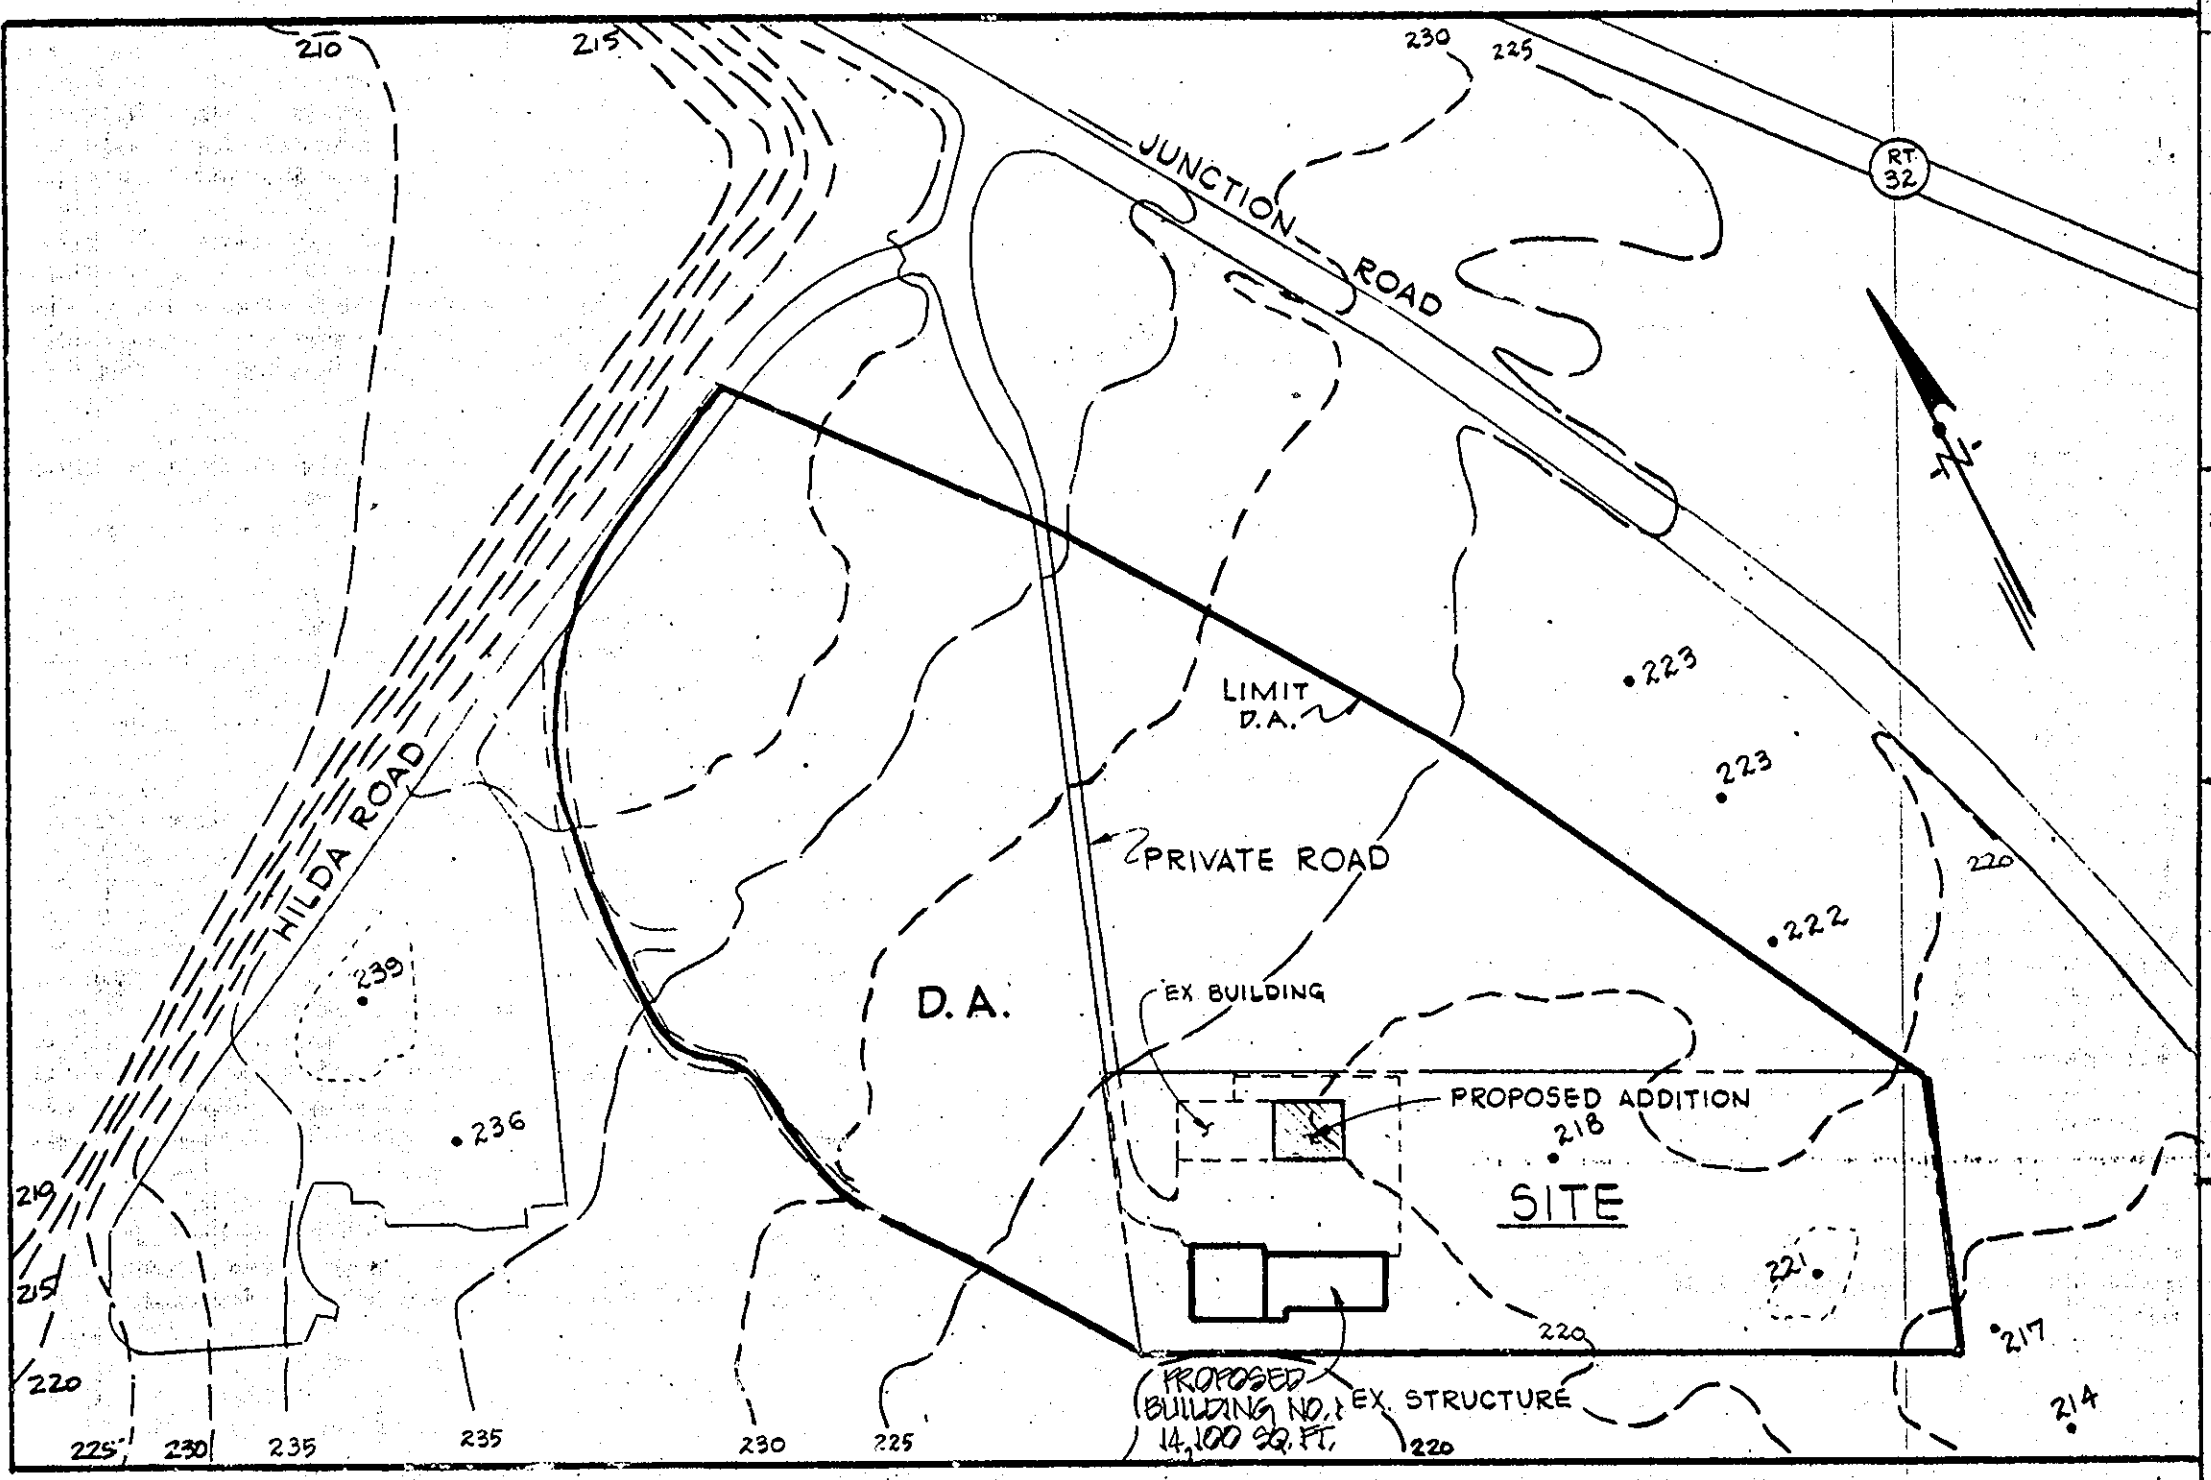 210
215
230
225
JUNCTION ROAD
RT.
32
N
223
LIMIT
D.A.
223
HILDA ROAD
PRIVATE ROAD
220
222
239
D.A.
EX BUILDING
PROPOSED ADDITION
236
218
SITE
210
221
215
220
217
PROPOSED
BUILDING NO. 1
14,100 SQ. FT.
EX. STRUCTURE
220
214
225
230
235
235
230
225
220